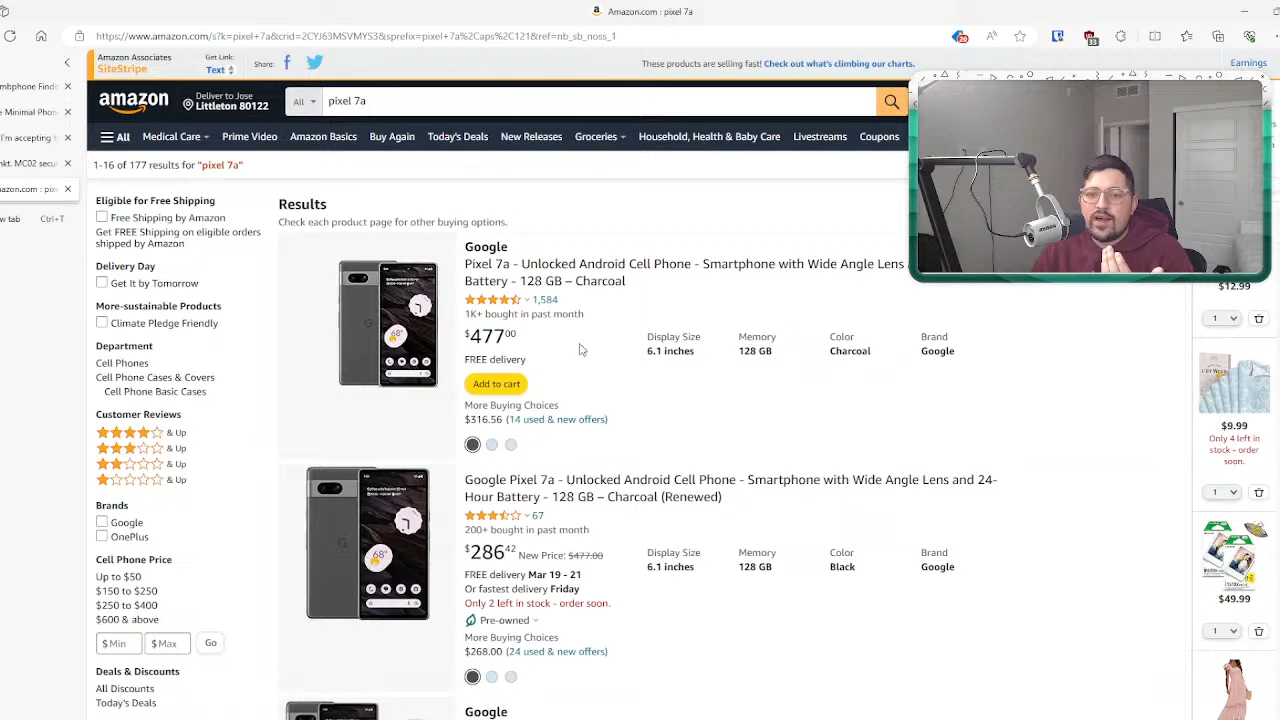 Amazon.com : pixel 7a
https://www.amazon.com/s?k=pixel+7a&crid=2CYJ63MSVMYS3&sprefix=pixel+7a%2Caps%2C121&ref=nb_sb_noss_1
Amazon Associates
SiteStripe
Get Link:
Text
Share:
These products are selling fast! Check out what's climbing our charts.
Earnings
amazon
Deliver to Jose
Littleton 80122
All
pixel 7a
All
Medical Care
Prime Video
Amazon Basics
Buy Again
Today's Deals
New Releases
Groceries
Household, Health & Baby Care
Livestreams
Coupons
1-16 of 177 results for "pixel 7a"
Minimal Phone
I'm accepting
Ctrl+T
Eligible for Free Shipping
Free Shipping by Amazon
Get FREE Shipping on eligible orders
shipped by Amazon
Delivery Day
Get It by Tomorrow
More-sustainable Products
Climate Pledge Friendly
Department
Cell Phones
Cell Phone Cases & Covers
Cell Phone Basic Cases
Customer Reviews
& Up
& Up
& Up
& Up
Brands
Google
OnePlus
Cell Phone Price
Up to $50
$150 to $250
$250 to $400
$600 & above
$ Min
$ Max
Go
Deals & Discounts
All Discounts
Today's Deals
Results
Check each product page for other buying options.
Google
Pixel 7a - Unlocked Android Cell Phone - Smartphone with Wide Angle Lens
Battery - 128 GB – Charcoal
1,584
1K+ bought in past month
$477 00
FREE delivery
Add to cart
More Buying Choices
$316.56 (14 used & new offers)
Display Size
6.1 inches
Memory
128 GB
Color
Charcoal
Brand
Google
Google Pixel 7a - Unlocked Android Cell Phone - Smartphone with Wide Angle Lens and 24-
Hour Battery - 128 GB – Charcoal (Renewed)
67
200+ bought in past month
$286 42 New Price: $477.00
FREE delivery Mar 19 - 21
Or fastest delivery Friday
Only 2 left in stock - order soon.
Pre-owned
More Buying Choices
$268.00 (24 used & new offers)
Display Size
6.1 inches
Memory
128 GB
Color
Black
Brand
Google
Google
$12.99
1
$9.99
Only 4 left
in stock -
order
soon.
1
$49.99
1